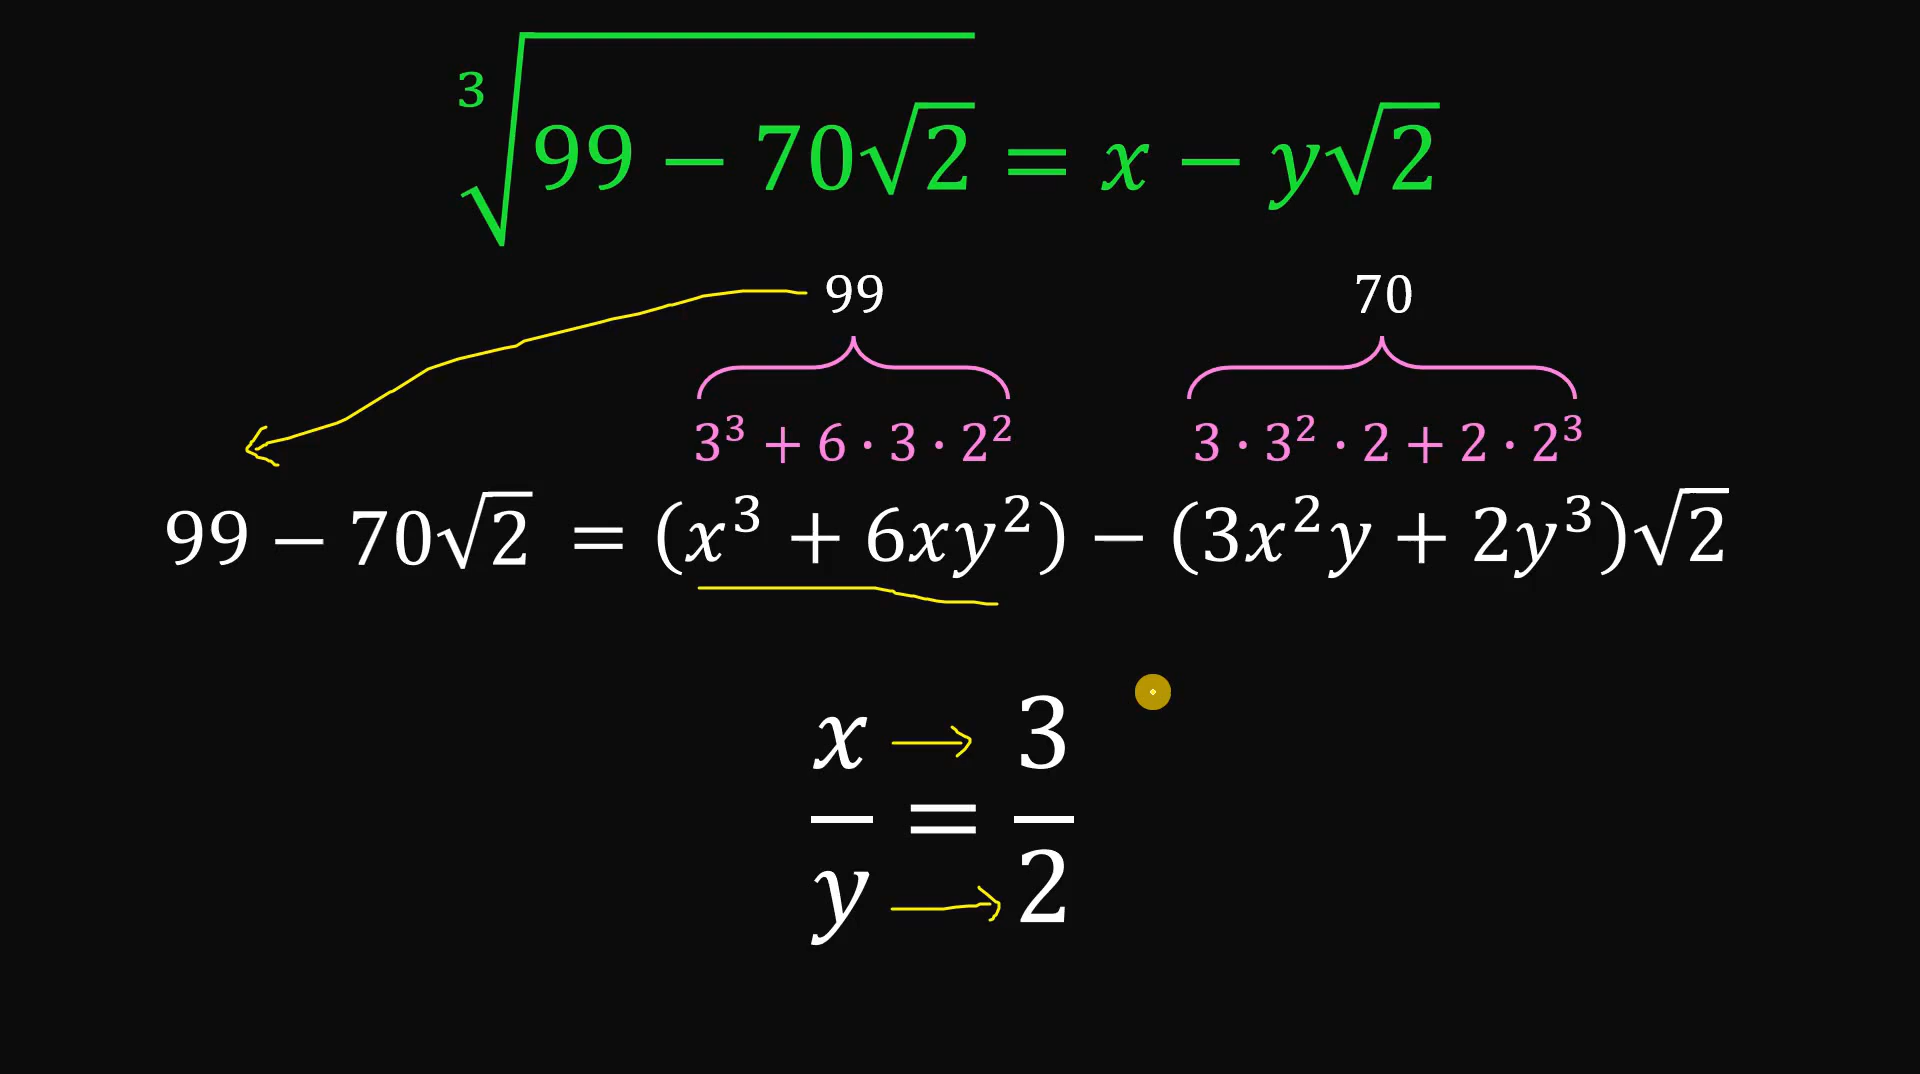 ∛(99 − 70√2) = x − y√2
99 70
3³ + 6 · 3 · 2² 3 · 3² · 2 + 2 · 2³
99 − 70√2 = (x³ + 6xy²) − (3x²y + 2y³)√2
x → 3
=
y → 2